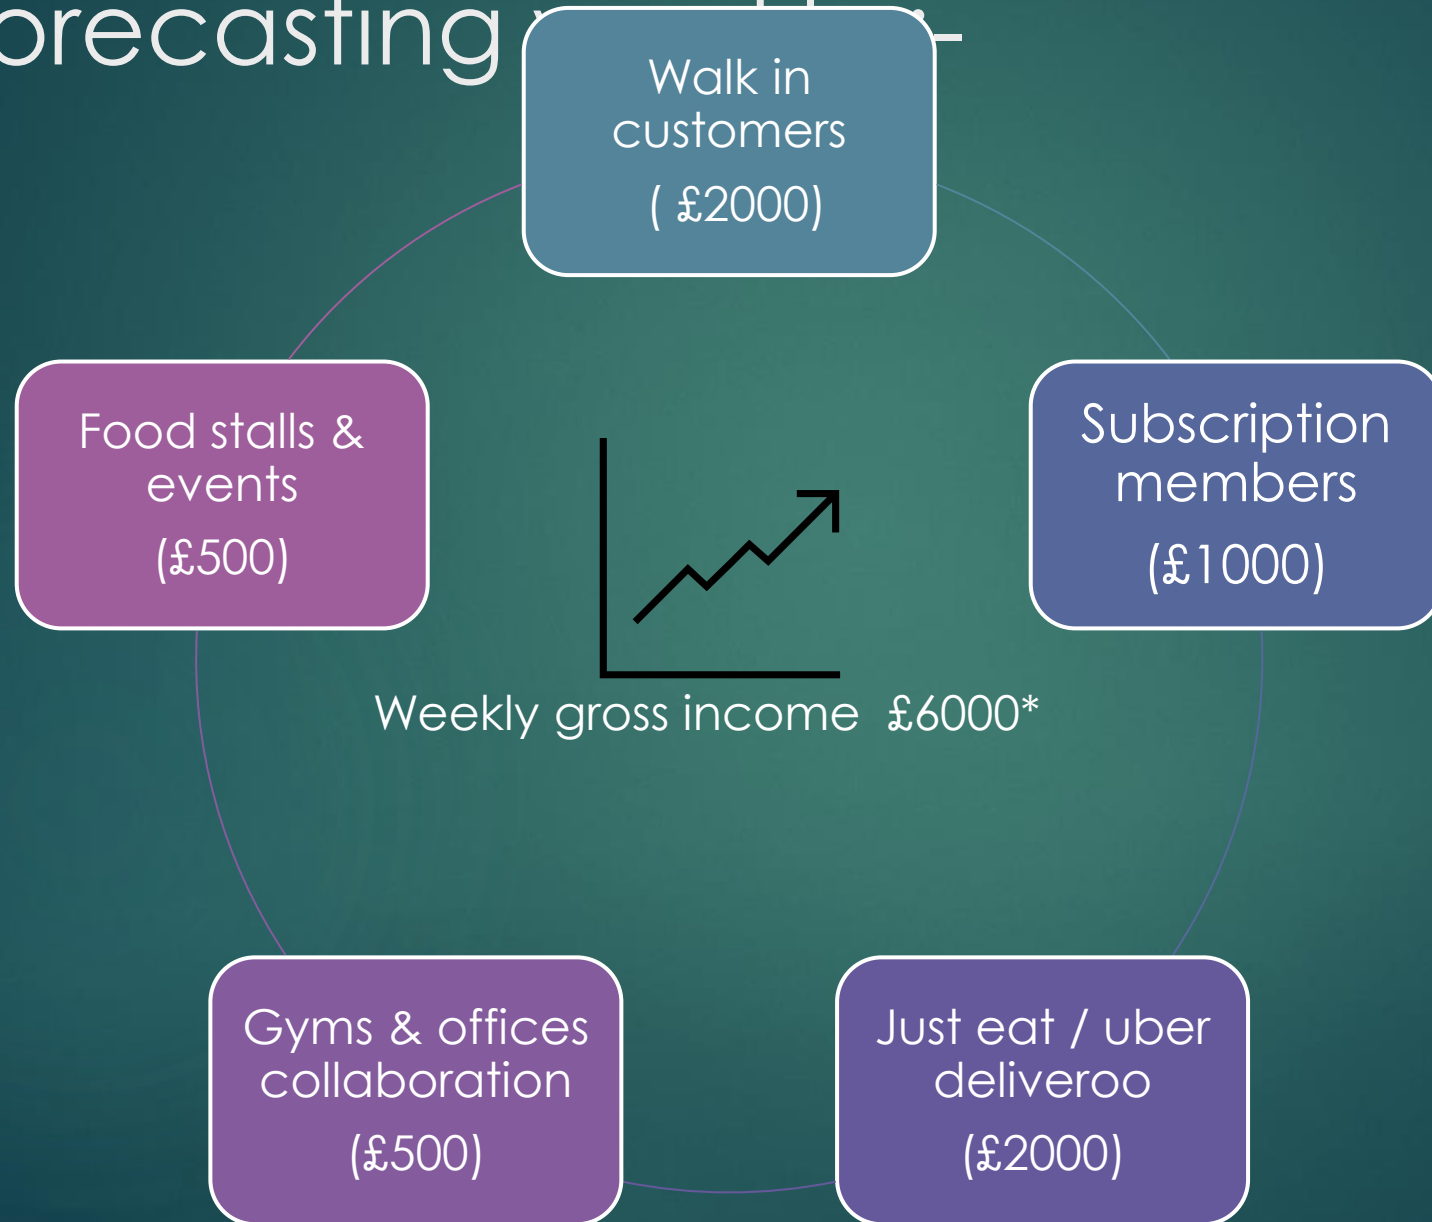 orecasting
Walk in
customers
( £2000)
Food stalls &
events
(£500)
Subscription
members
(£1000)
Weekly gross income £6000*
Gyms & offices
collaboration
(£500)
Just eat / uber
deliveroo
(£2000)